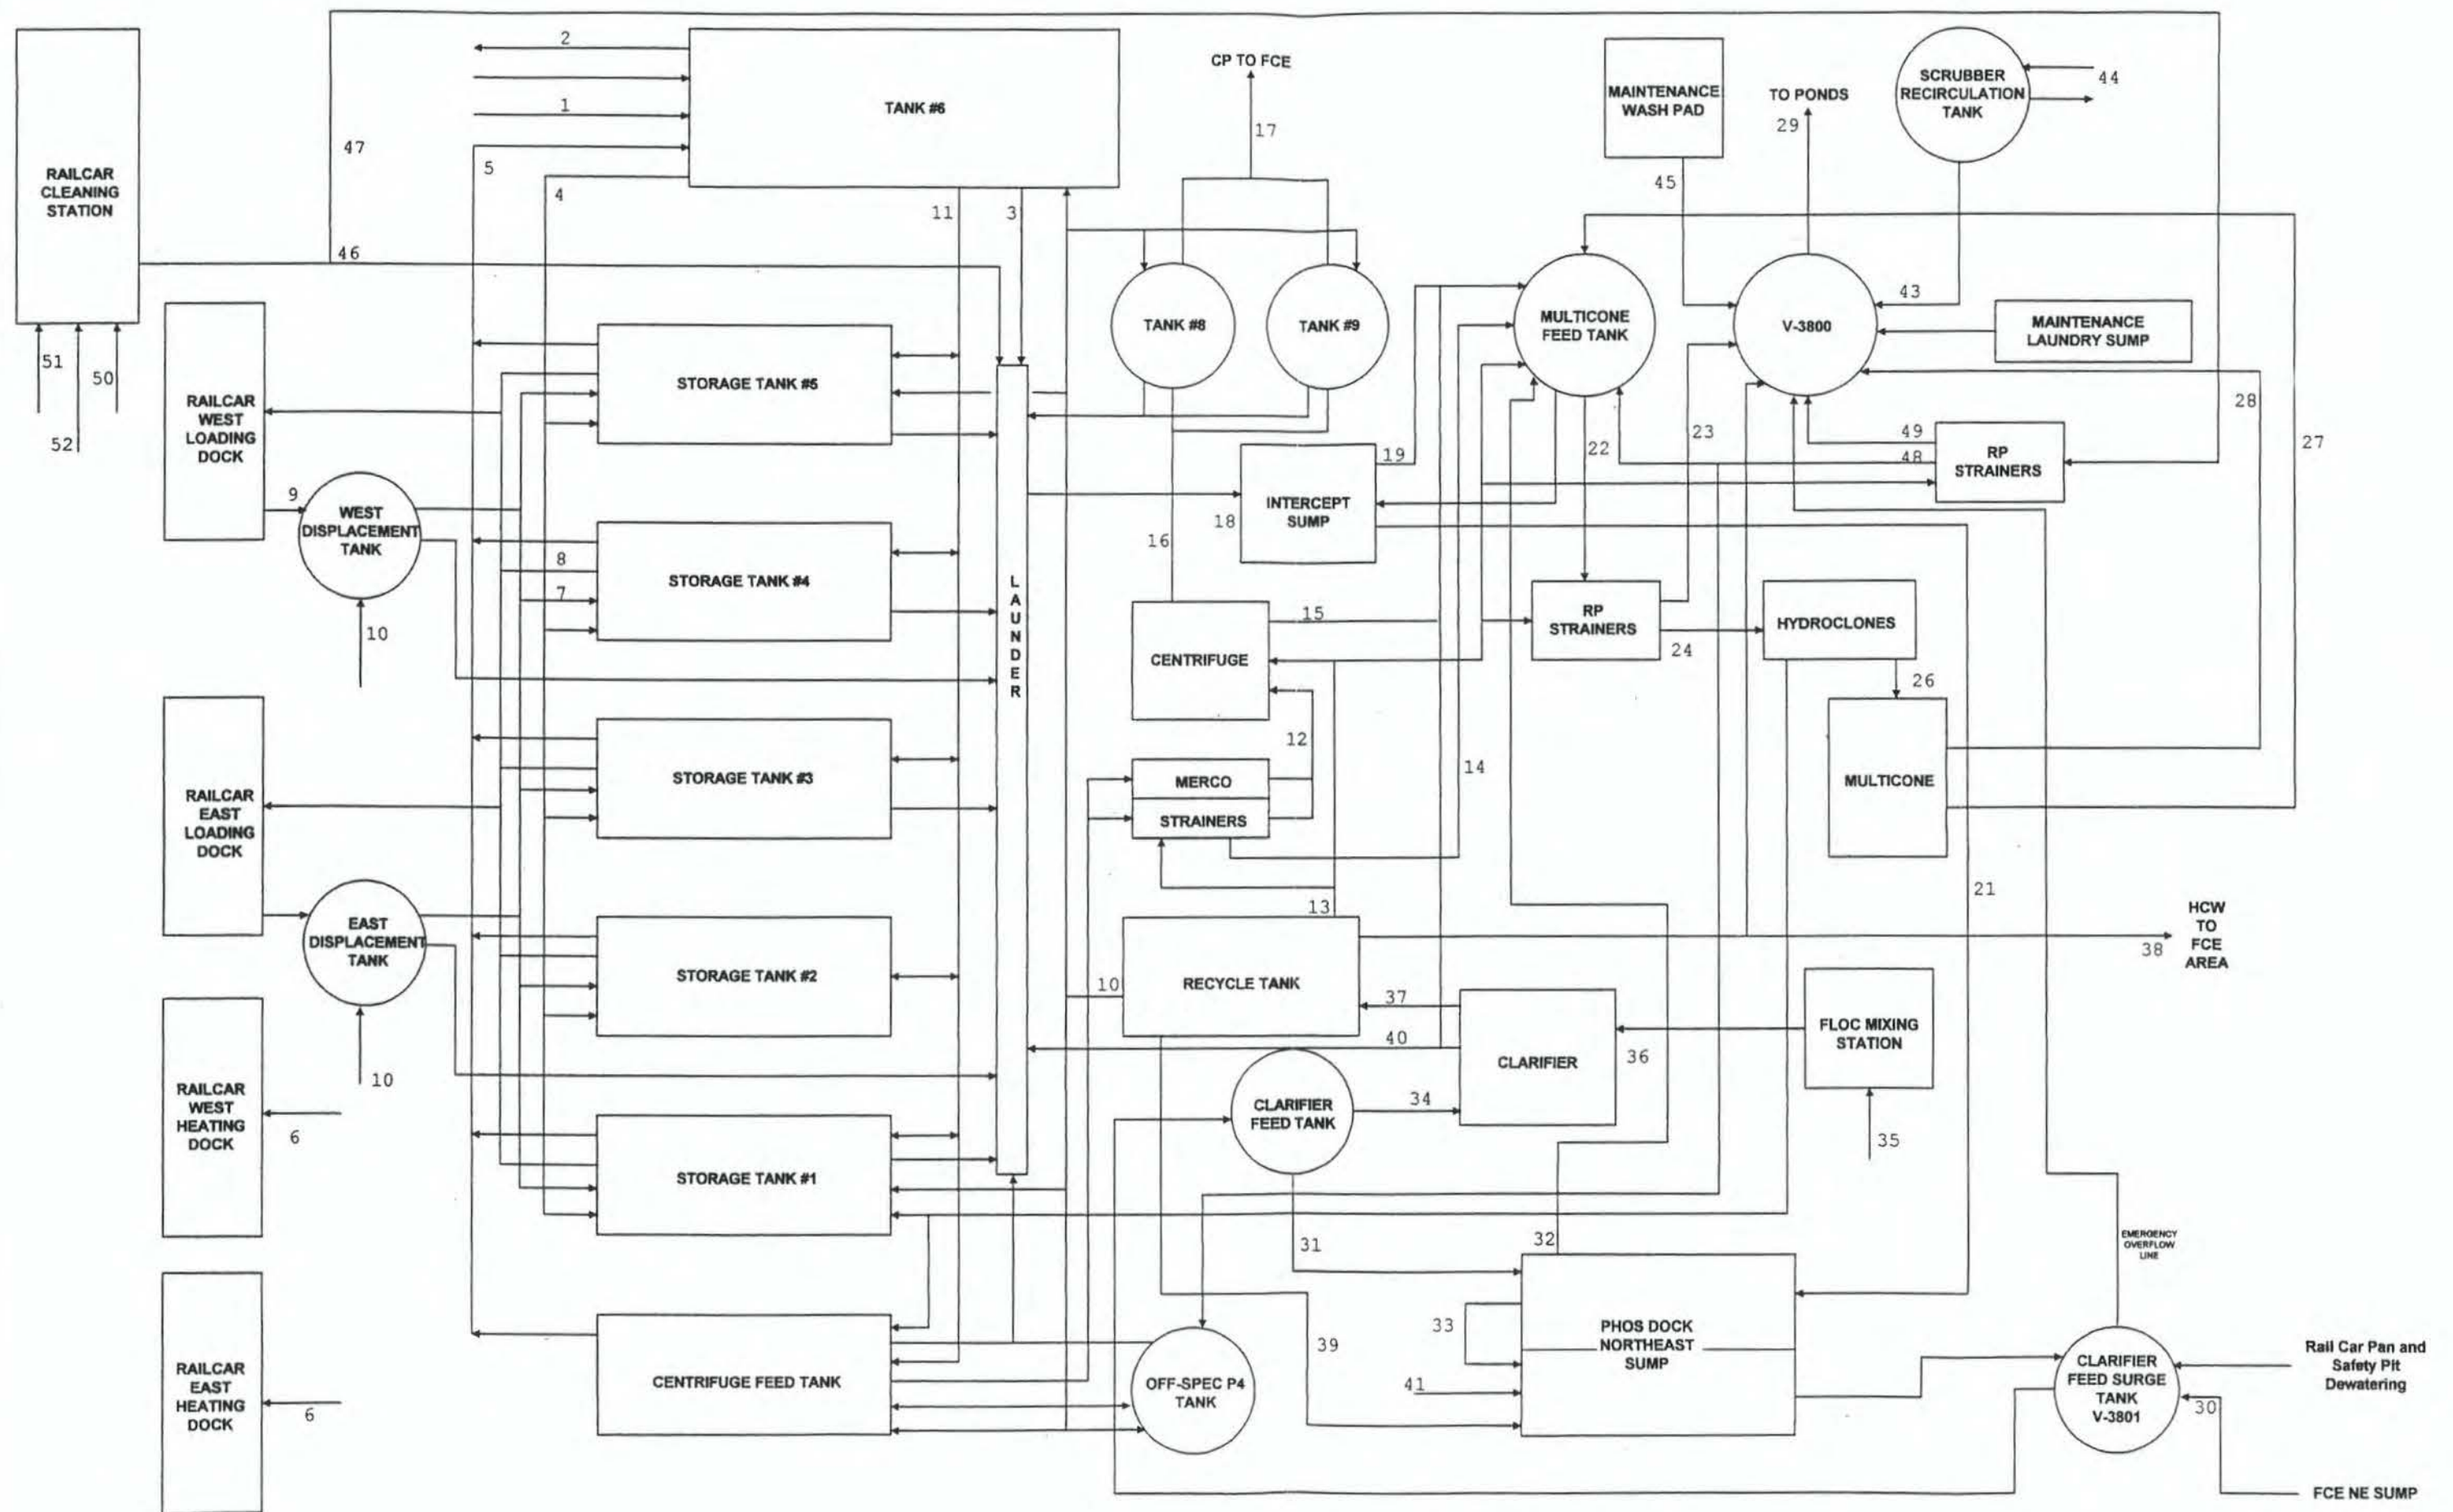 2
1
5
4
47
46
11
3
TANK #6
CP TO FCE
17
MAINTENANCE
WASH PAD
45
TO PONDS
29
SCRUBBER
RECIRCULATION
TANK
44
43
RAILCAR
CLEANING
STATION
51
50
52
RAILCAR
WEST
LOADING
DOCK
9
WEST
DISPLACEMENT
TANK
10
STORAGE TANK #5
8
7
STORAGE TANK #4
STORAGE TANK #3
STORAGE TANK #2
STORAGE TANK #1
CENTRIFUGE FEED TANK
L
A
U
N
D
E
R
TANK #8
TANK #9
MULTICONE
FEED TANK
V-3800
MAINTENANCE
LAUNDRY SUMP
28
27
19
22
23
49
48
RP
STRAINERS
INTERCEPT
SUMP
18
16
15
CENTRIFUGE
RP
STRAINERS
24
HYDROCLONES
26
MULTICONE
12
14
MERCO
STRAINERS
13
21
RAILCAR
EAST
LOADING
DOCK
EAST
DISPLACEMENT
TANK
10
RAILCAR
WEST
HEATING
DOCK
6
RAILCAR
EAST
HEATING
DOCK
6
10
RECYCLE TANK
37
40
38
HCW
TO
FCE
AREA
CLARIFIER
36
FLOC MIXING
STATION
35
CLARIFIER
FEED TANK
34
31
32
33
39
41
PHOS DOCK
NORTHEAST
SUMP
OFF-SPEC P4
TANK
EMERGENCY
OVERFLOW
LINE
CLARIFIER
FEED SURGE
TANK
V-3801
Rail Car Pan and
Safety Pit
Dewatering
30
FCE NE SUMP